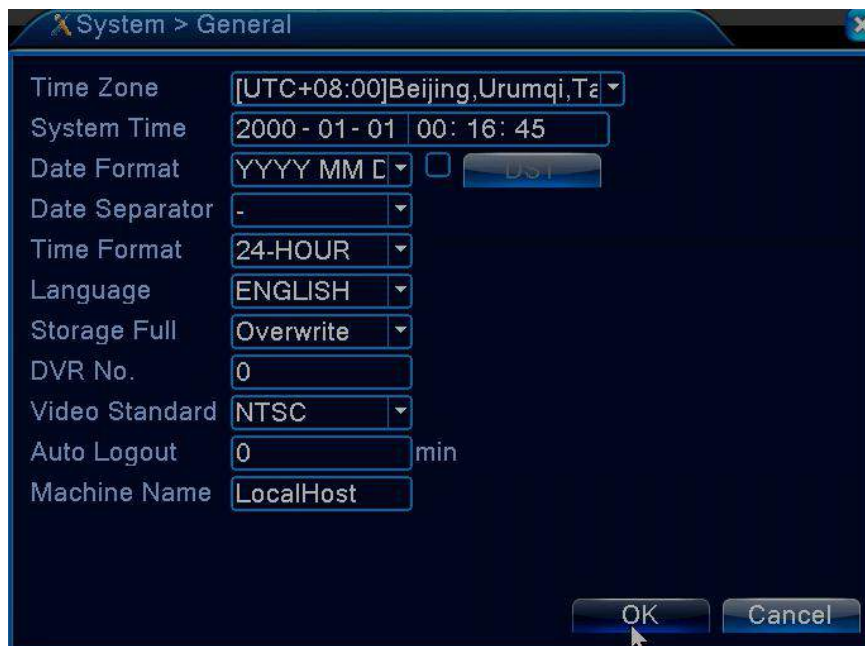 System > General
Time Zone [UTC+08:00]Beijing,Urumqi,Ta
System Time 2000-01-01 00:16:45
Date Format YYYY MM D DST
Date Separator -
Time Format 24-HOUR
Language ENGLISH
Storage Full Overwrite
DVR No. 0
Video Standard NTSC
Auto Logout 0 min
Machine Name LocalHost
OK Cancel